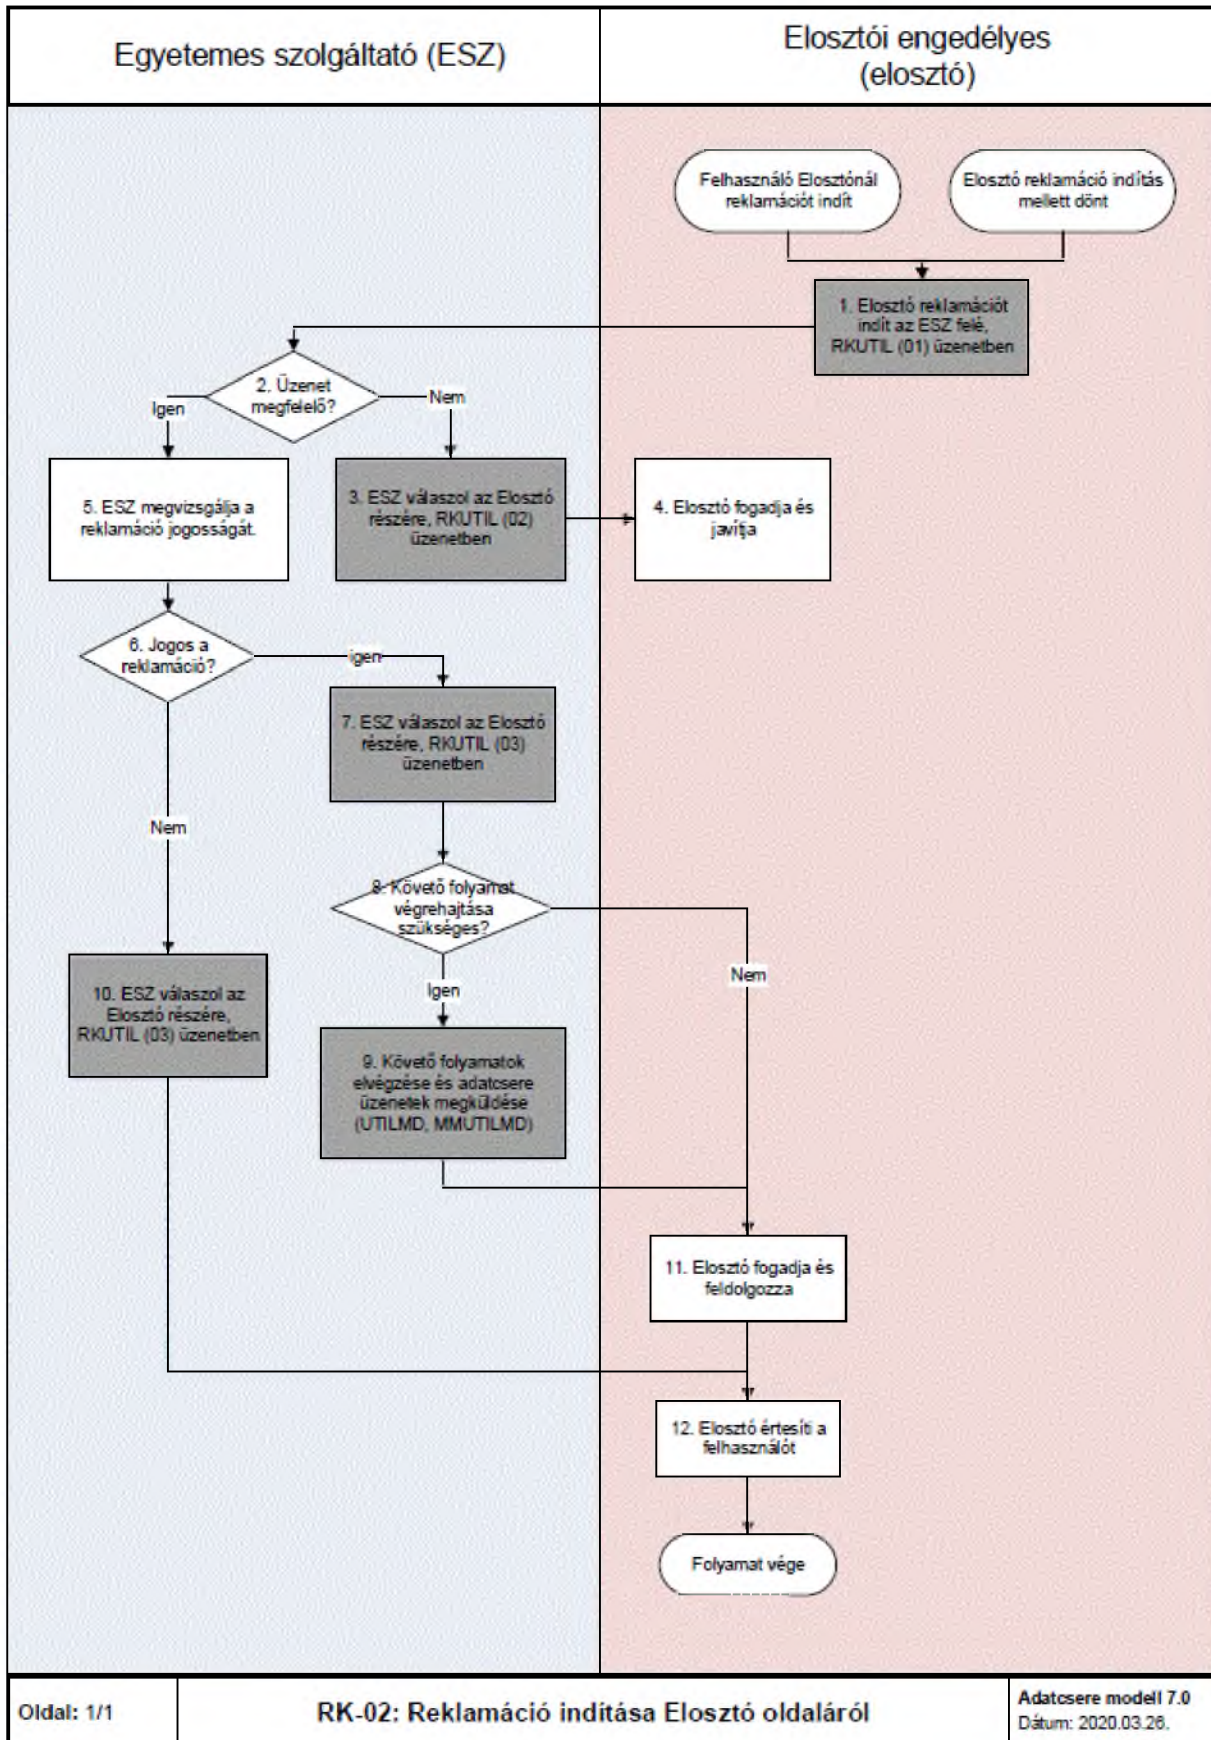 Egyetemes szolgáltató (ESZ)
Elosztói engedélyes
(elosztó)
Felhasználó Elosztónál
reklamációt indít
Elosztó reklamáció indítás
mellett dönt
1. Elosztó reklamációt
indít az ESZ felé,
RKUTIL (01) üzenetben
2. Üzenet
megfelelő?
Igen
Nem
5. ESZ megvizsgálja a
reklamáció jogosságát.
3. ESZ válaszol az Elosztó
részére, RKUTIL (02)
üzenetben
4. Elosztó fogadja és
javítja
6. Jogos a
reklamáció?
igen
7. ESZ válaszol az Elosztó
részére, RKUTIL (03)
üzenetben
Nem
8. Követő folyamat
végrehajtása
szükséges?
Nem
Igen
10. ESZ válaszol az
Elosztó részére,
RKUTIL (03) üzenetben
9. Követő folyamatok
elvégzése és adatcsere
üzenetek megküldése
(UTILMD, MMUTILMD)
11. Elosztó fogadja és
feldolgozza
12. Elosztó értesíti a
felhasználót
Folyamat vége
Oldal: 1/1
RK-02: Reklamáció indítása Elosztó oldaláról
Adatcsere modell 7.0
Dátum: 2020.03.26.